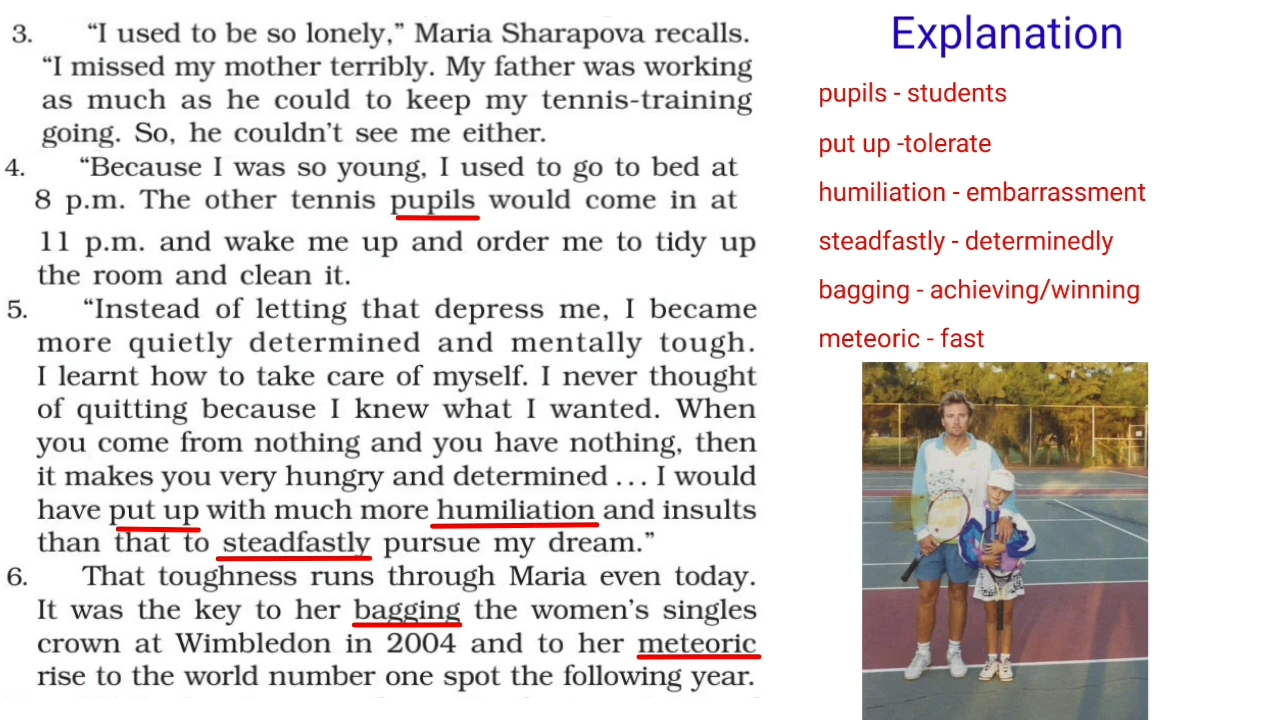 3. “I used to be so lonely,” Maria Sharapova recalls.
“I missed my mother terribly. My father was working
as much as he could to keep my tennis-training
going. So, he couldn’t see me either.
4. “Because I was so young, I used to go to bed at
8 p.m. The other tennis pupils would come in at
11 p.m. and wake me up and order me to tidy up
the room and clean it.
5. “Instead of letting that depress me, I became
more quietly determined and mentally tough.
I learnt how to take care of myself. I never thought
of quitting because I knew what I wanted. When
you come from nothing and you have nothing, then
it makes you very hungry and determined ... I would
have put up with much more humiliation and insults
than that to steadfastly pursue my dream.”
6. That toughness runs through Maria even today.
It was the key to her bagging the women’s singles
crown at Wimbledon in 2004 and to her meteoric
rise to the world number one spot the following year.
Explanation
pupils - students
put up -tolerate
humiliation - embarrassment
steadfastly - determinedly
bagging - achieving/winning
meteoric - fast